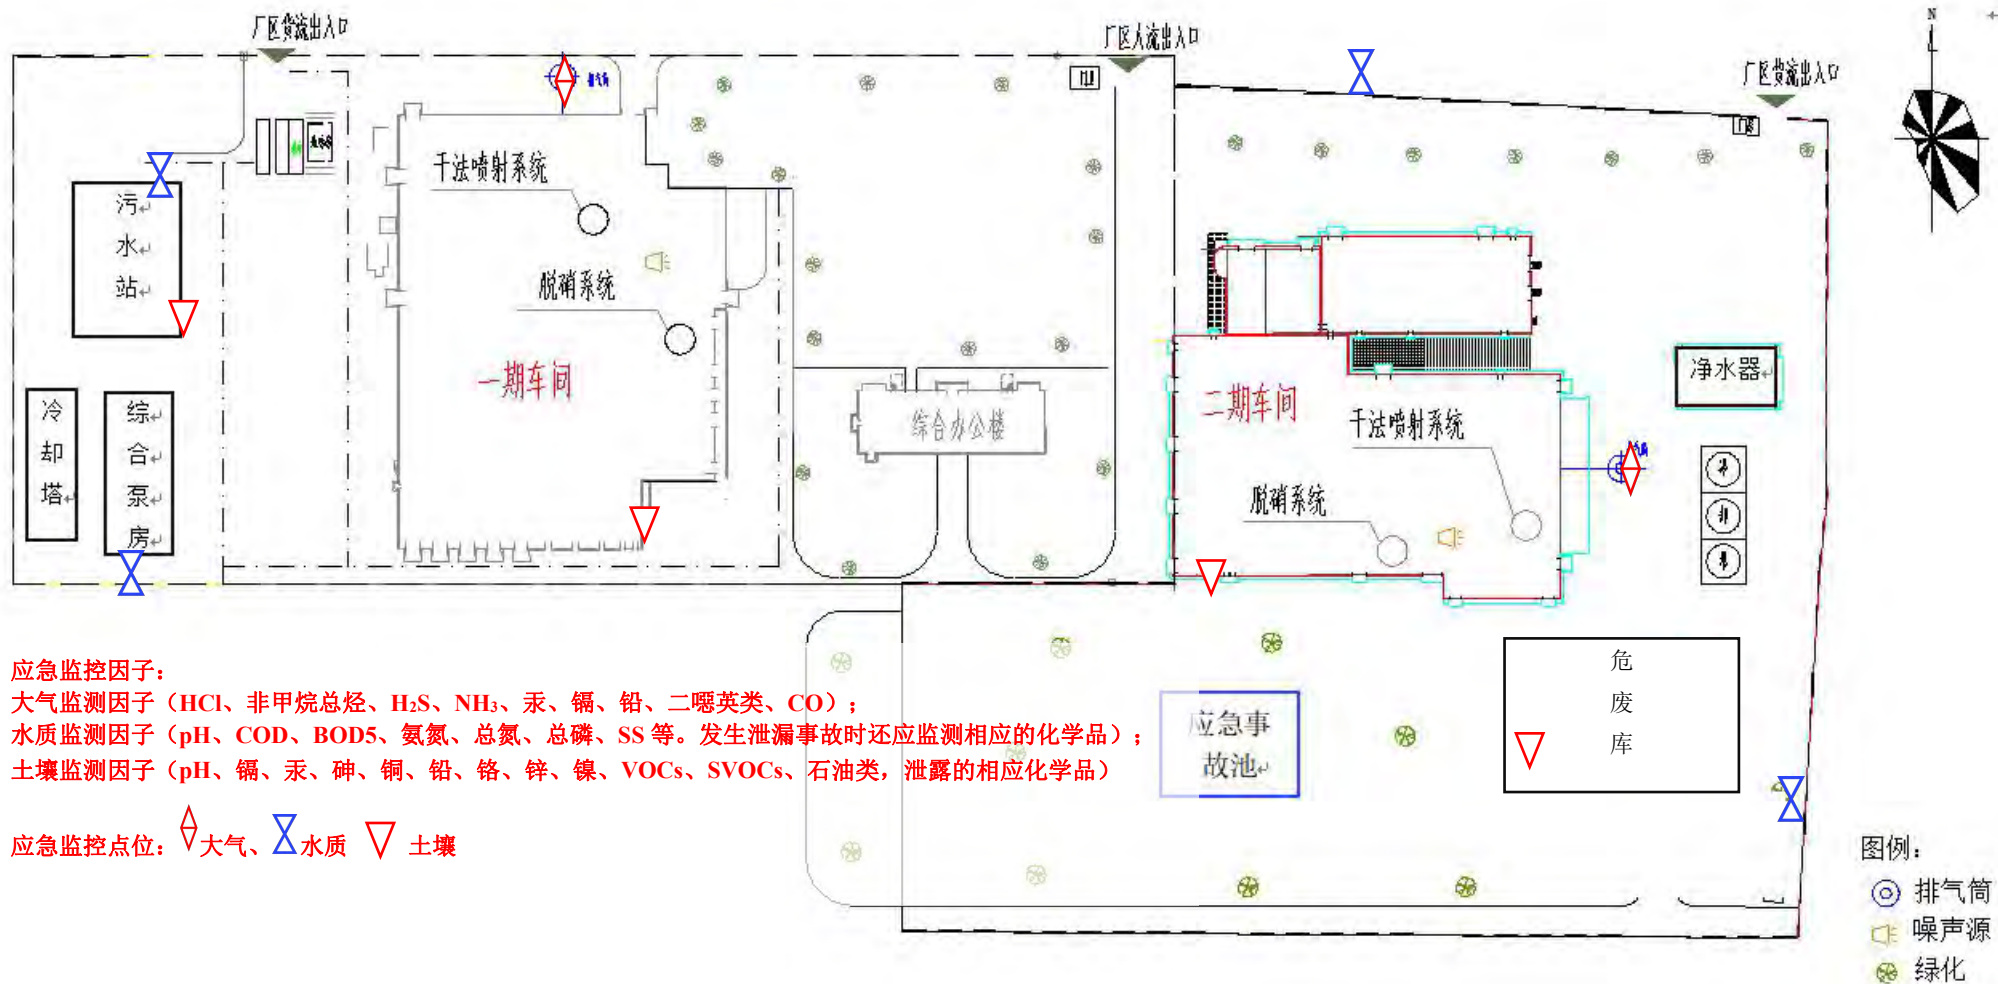 厂区货流出入口
厂区人流出入口
厂区货流出入口
N
门卫
排气筒
干法喷射系统
脱硝系统
一期车间
污水站
冷却塔
综合泵房
综合办公楼
二期车间
干法喷射系统
脱硝系统
净水器
危废库
应急事
故池
应急监控因子：
大气监测因子（HCl、非甲烷总烃、H₂S、NH₃、汞、镉、铅、二噁英类、CO）；
水质监测因子（pH、COD、BOD5、氨氮、总氮、总磷、SS 等。发生泄漏事故时还应监测相应的化学品）；
土壤监测因子（pH、镉、汞、砷、铜、铅、铬、锌、镍、VOCs、SVOCs、石油类，泄露的相应化学品）
应急监控点位： 大气、 水质 土壤
图例：
排气筒
噪声源
绿化